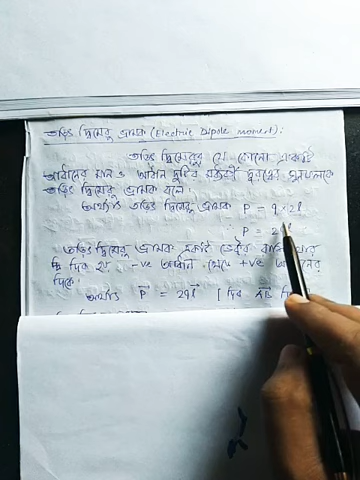 তড়িৎ দ্বিমেরু ভ্রামক (Electric Dipole moment):
তড়িৎ দ্বিমেরুর যে কোনো একটি
আধানের মান ও আধান দুটির মধ্যবর্তী দূরত্বের গুণফলকে
তড়িৎ দ্বিমেরু ভ্রামক বলে।
অর্থাৎ তড়িৎ দ্বিমেরু ভ্রামক P = q×2l
∴ P = 2
তড়িৎ দ্বিমেরু ভ্রামক একটি ভেক্টর রাশি
দিক হয় -ve আধান থেকে +ve
দিকে।
অর্থাৎ P⃗ = 2ql⃗ [ দিক AB⃗